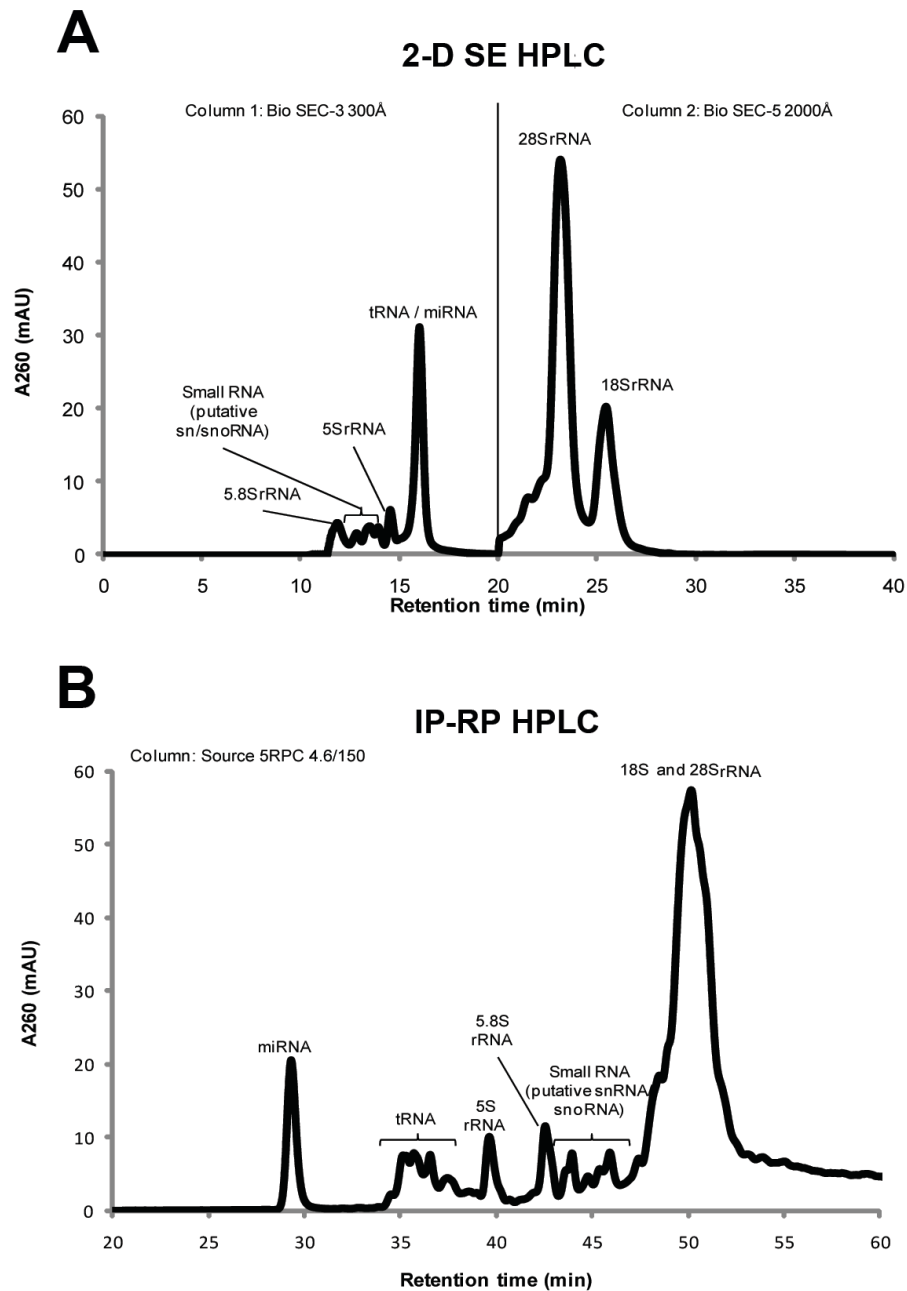 A
2-D SE HPLC
Column 1: Bio SEC-3 300Å
Column 2: Bio SEC-5 2000Å
60
50
40
30
20
10
0
A260 (mAU)
28SrRNA
tRNA / miRNA
18SrRNA
Small RNA
(putative
sn/snoRNA)
5SrRNA
5.8SrRNA
0 5 10 15 20 25 30 35 40
Retention time (min)
B
IP-RP HPLC
Column: Source 5RPC 4.6/150
18S and 28SrRNA
60
50
40
30
20
10
0
A260 (mAU)
5.8S
rRNA
miRNA
Small RNA
(putative snRNA/
snoRNA)
tRNA
5S
rRNA
20 25 30 35 40 45 50 55 60
Retention time (min)